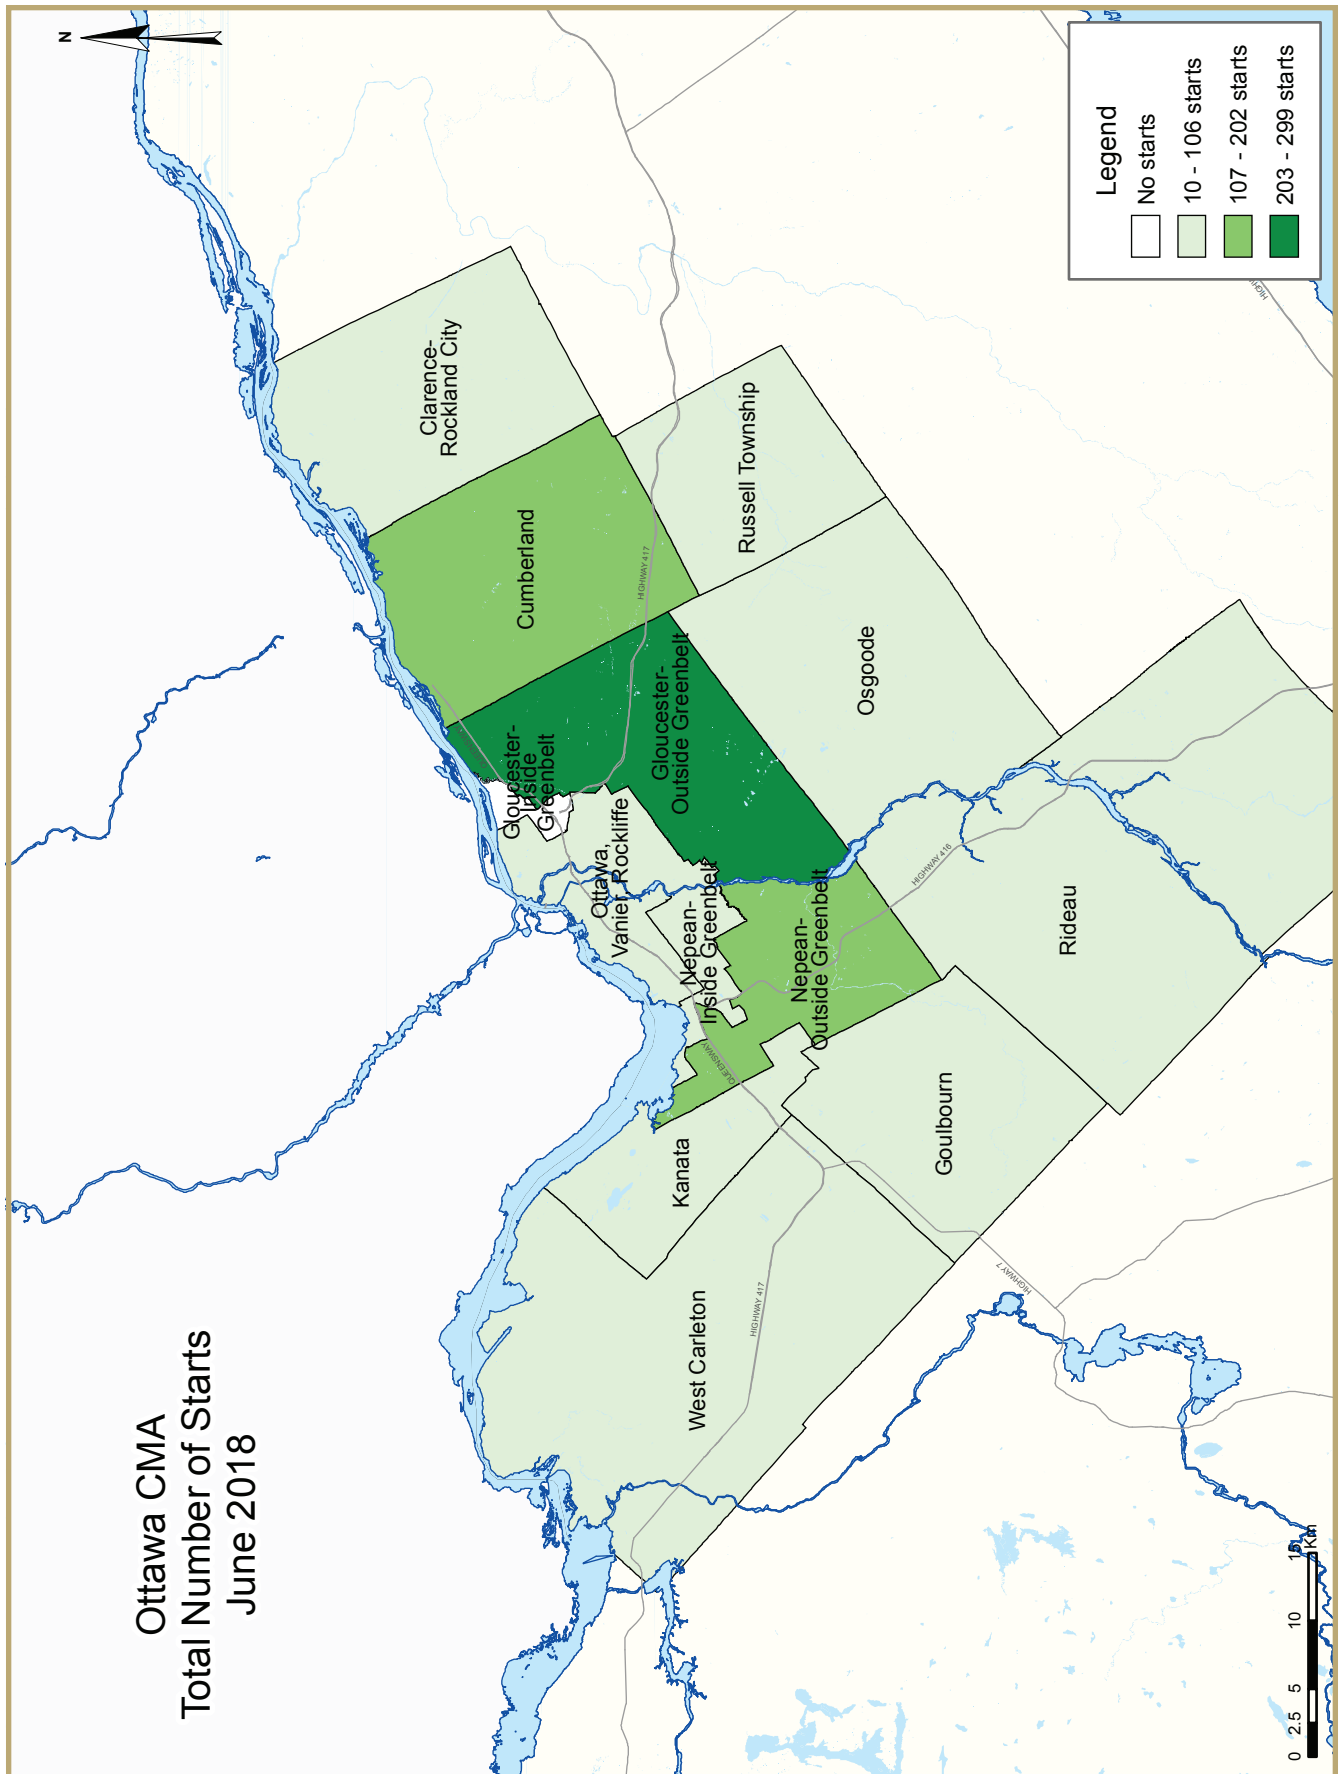 Ottawa CMA
Total Number of Starts
June 2018
N
West Carleton
Kanata
Goulbourn
Rideau
Nepean-
Outside Greenbelt
Nepean-
Inside Greenbelt
Ottawa,
Vanier, Rockliffe
Gloucester-
Inside
Greenbelt
Gloucester-
Outside Greenbelt
Osgoode
Cumberland
Russell Township
Clarence-
Rockland City
HIGHWAY 417
HIGHWAY 7
QUEENSWAY
HIGHWAY 416
HIGHWAY 417
Legend
No starts
10 - 106 starts
107 - 202 starts
203 - 299 starts
0 2.5 5 10 15
Km